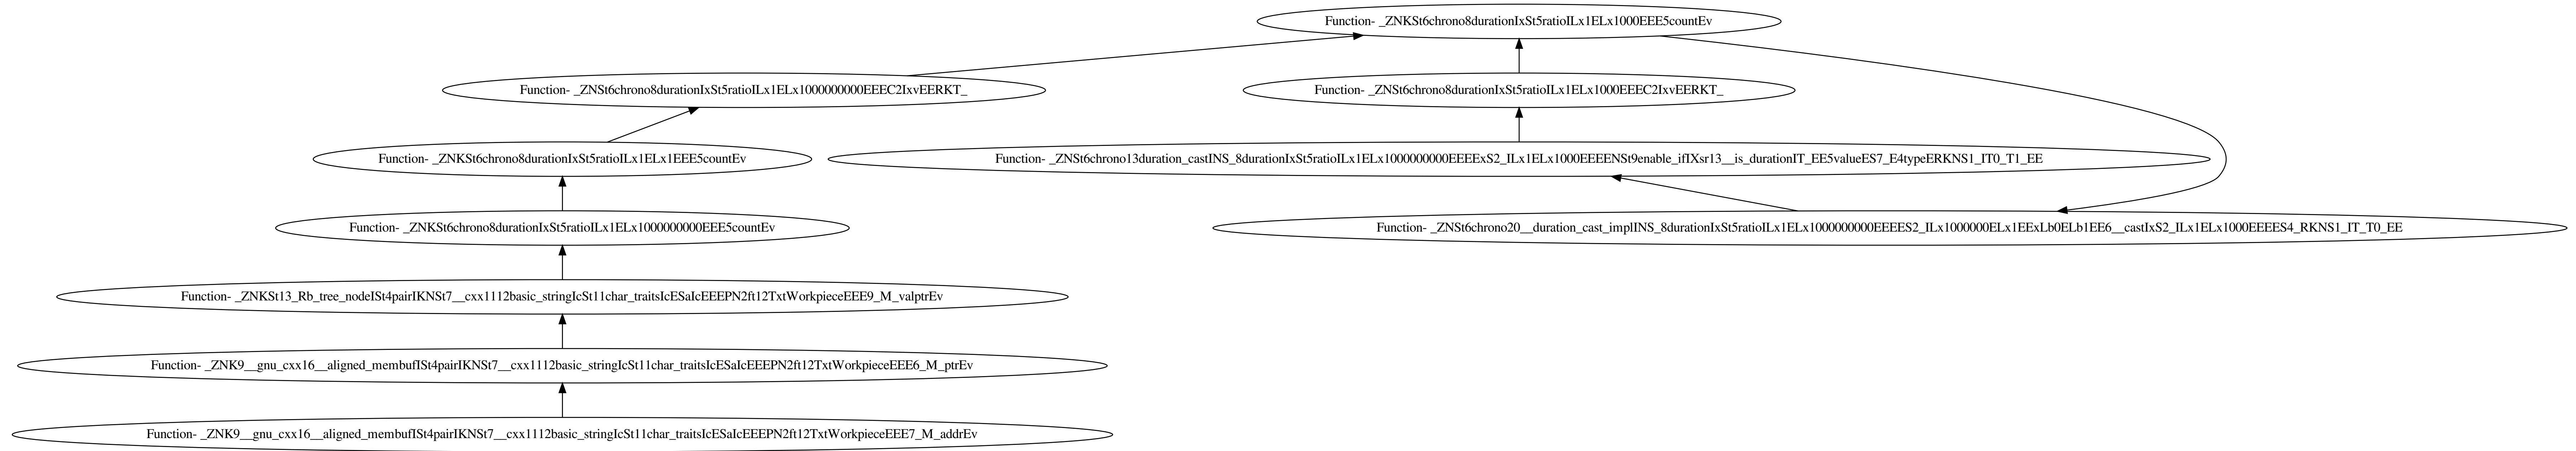 Function- _ZNKSt6chrono8durationIxSt5ratioILx1ELx1000EEE5countEv
Function- _ZNSt6chrono8durationIxSt5ratioILx1ELx1000000000EEEC2IxvEERKT_
Function- _ZNSt6chrono8durationIxSt5ratioILx1ELx1000EEEC2IxvEERKT_
Function- _ZNKSt6chrono8durationIxSt5ratioILx1ELx1EEE5countEv
Function- _ZNSt6chrono13duration_castINS_8durationIxSt5ratioILx1ELx1000000000EEEExS2_ILx1ELx1000EEEENSt9enable_ifIXsr13__is_durationIT_EE5valueES7_E4typeERKNS1_IT0_T1_EE
Function- _ZNKSt6chrono8durationIxSt5ratioILx1ELx1000000000EEE5countEv
Function- _ZNSt6chrono20__duration_cast_implINS_8durationIxSt5ratioILx1ELx1000000000EEEES2_ILx1000000ELx1EExLb0ELb1EE6__castIxS2_ILx1ELx1000EEEES4_RKNS1_IT_T0_EE
Function- _ZNKSt13_Rb_tree_nodeISt4pairIKNSt7__cxx1112basic_stringIcSt11char_traitsIcESaIcEEEPN2ft12TxtWorkpieceEEE9_M_valptrEv
Function- _ZNK9__gnu_cxx16__aligned_membufISt4pairIKNSt7__cxx1112basic_stringIcSt11char_traitsIcESaIcEEEPN2ft12TxtWorkpieceEEE6_M_ptrEv
Function- _ZNK9__gnu_cxx16__aligned_membufISt4pairIKNSt7__cxx1112basic_stringIcSt11char_traitsIcESaIcEEEPN2ft12TxtWorkpieceEEE7_M_addrEv